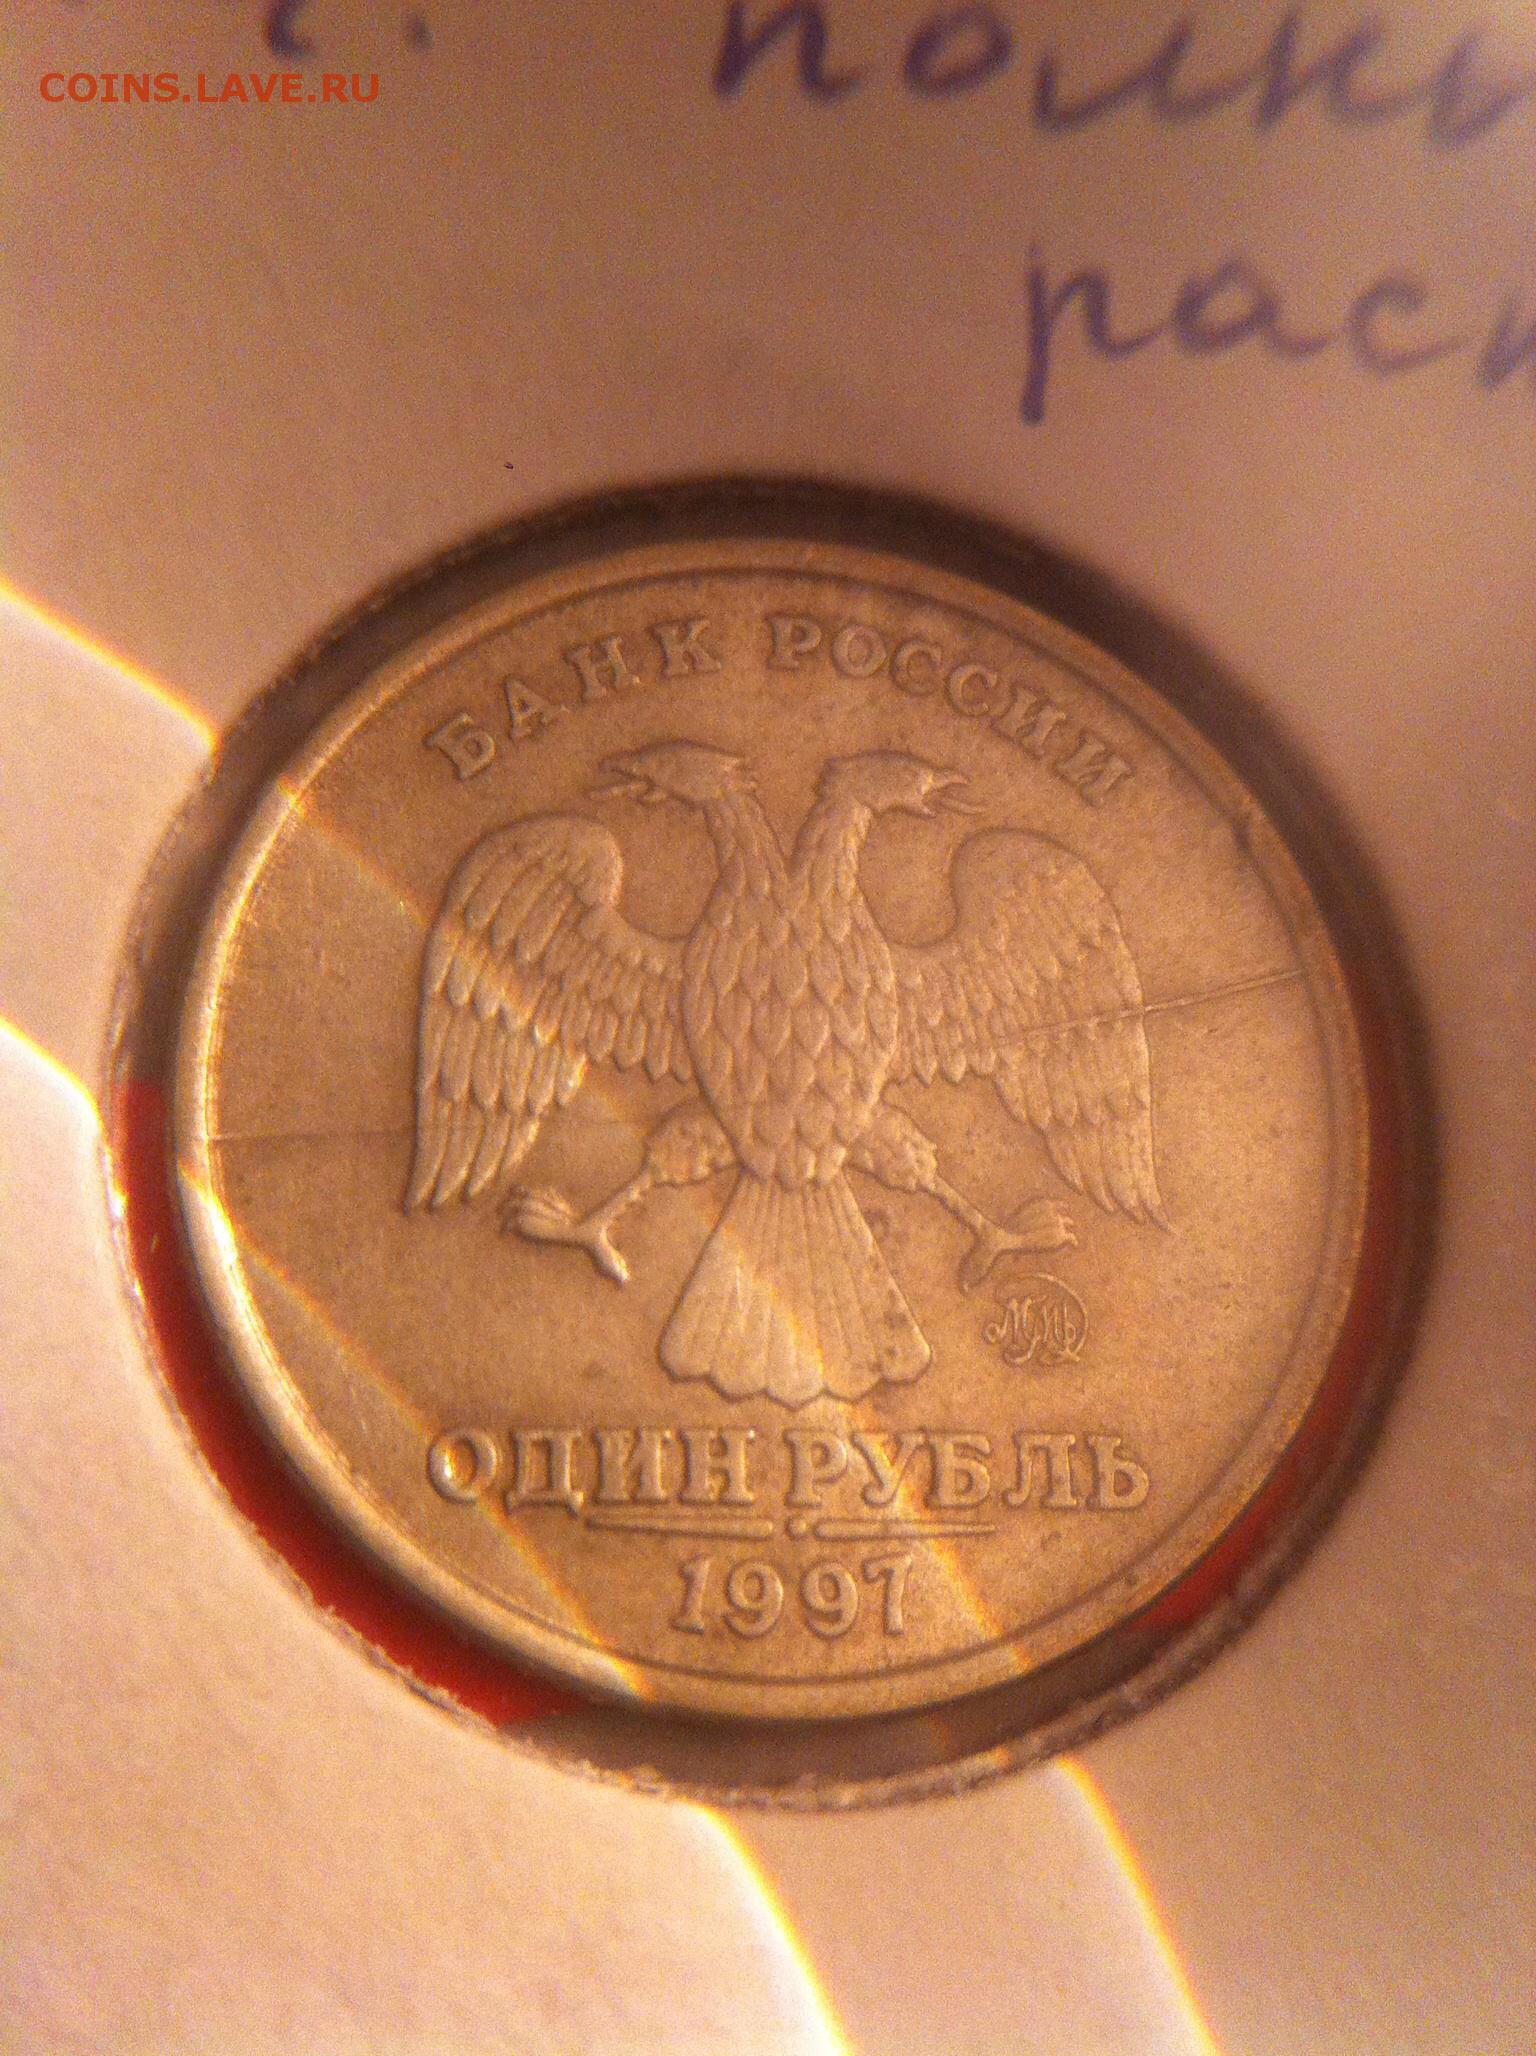 COINS.LAVE.RU
БАНК РОССИИ
ММД
ОДИН РУБЛЬ
1997